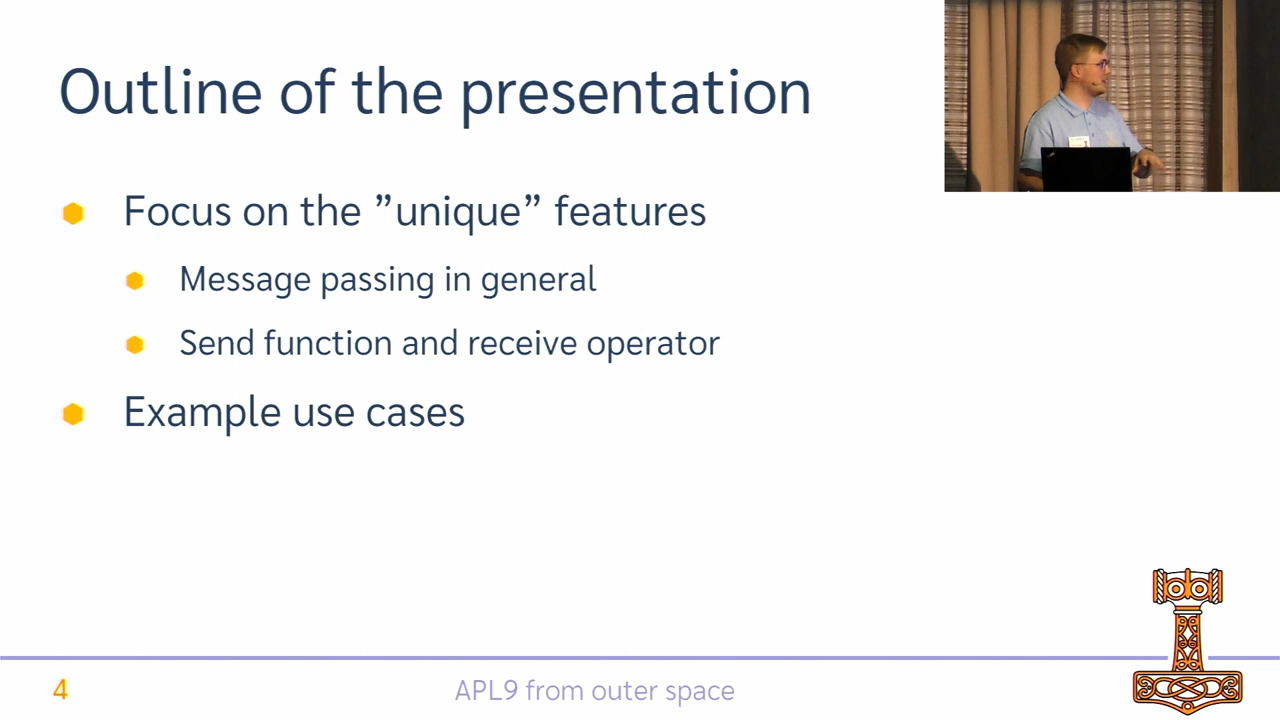 Outline of the presentation
Focus on the ”unique” features
Message passing in general
Send function and receive operator
Example use cases
4
APL9 from outer space